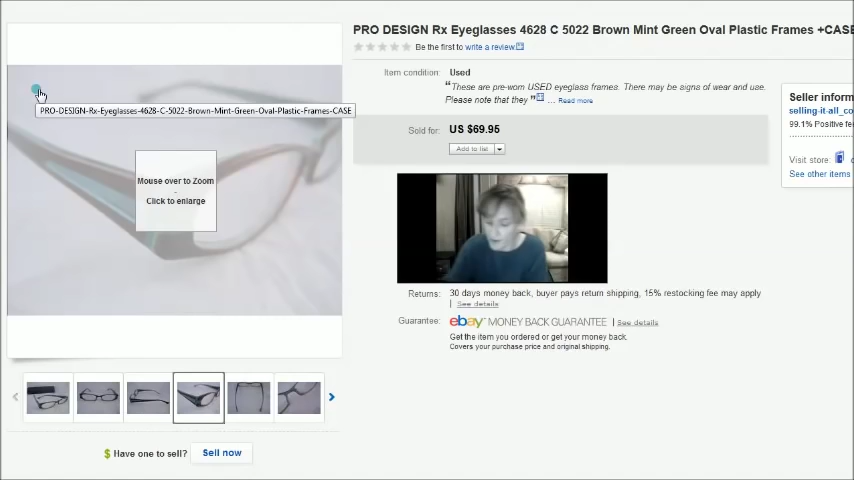 PRO DESIGN Rx Eyeglasses 4628 C 5022 Brown Mint Green Oval Plastic Frames +CASE
Be the first to write a review.
Item condition: Used
"These are pre-worn USED eyeglass frames. There may be signs of wear and use.
Please note that they " ... Read more
PRO-DESIGN-Rx-Eyeglasses-4628-C-5022-Brown-Mint-Green-Oval-Plastic-Frames-CASE
Mouse over to Zoom
-
Click to enlarge
Sold for: US $69.95
Add to list
Returns: 30 days money back, buyer pays return shipping, 15% restocking fee may apply
| See details
Guarantee: ebay MONEY BACK GUARANTEE | See details
Get the item you ordered or get your money back.
Covers your purchase price and original shipping.
$ Have one to sell? Sell now
Seller inform
selling-it-all_co
99.1% Positive fe
Visit store:
See other items